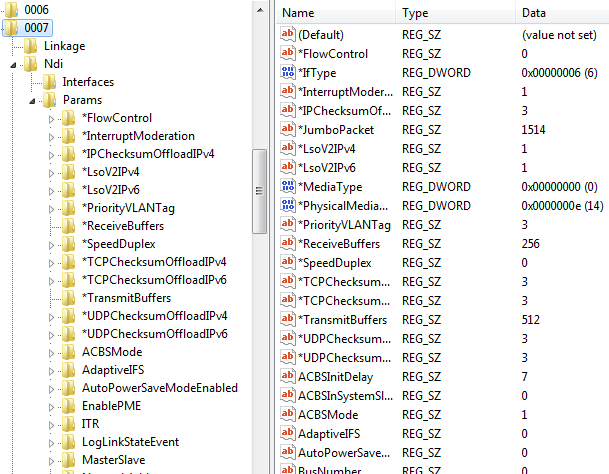 0006
0007
Linkage
Ndi
Interfaces
Params
*FlowControl
*InterruptModeration
*IPChecksumOffloadIPv4
*LsoV2IPv4
*LsoV2IPv6
*PriorityVLANTag
*ReceiveBuffers
*SpeedDuplex
*TCPChecksumOffloadIPv4
*TCPChecksumOffloadIPv6
*TransmitBuffers
*UDPChecksumOffloadIPv4
*UDPChecksumOffloadIPv6
ACBSMode
AdaptiveIFS
AutoPowerSaveModeEnabled
EnablePME
ITR
LogLinkStateEvent
MasterSlave
Name Type Data
(Default) REG_SZ (value not set)
*FlowControl REG_SZ 0
*IfType REG_DWORD 0x00000006 (6)
*InterruptModer... REG_SZ 1
*IPChecksumOf... REG_SZ 3
*JumboPacket REG_SZ 1514
*LsoV2IPv4 REG_SZ 1
*LsoV2IPv6 REG_SZ 1
*MediaType REG_DWORD 0x00000000 (0)
*PhysicalMedia... REG_DWORD 0x0000000e (14)
*PriorityVLANTag REG_SZ 3
*ReceiveBuffers REG_SZ 256
*SpeedDuplex REG_SZ 0
*TCPChecksum... REG_SZ 3
*TCPChecksum... REG_SZ 3
*TransmitBuffers REG_SZ 512
*UDPChecksum... REG_SZ 3
*UDPChecksum... REG_SZ 3
ACBSInitDelay REG_SZ 7
ACBSInSystemSl... REG_SZ 0
ACBSMode REG_SZ 1
AdaptiveIFS REG_SZ 0
AutoPowerSave... REG_SZ 0
BusNumber REG_SZ 0